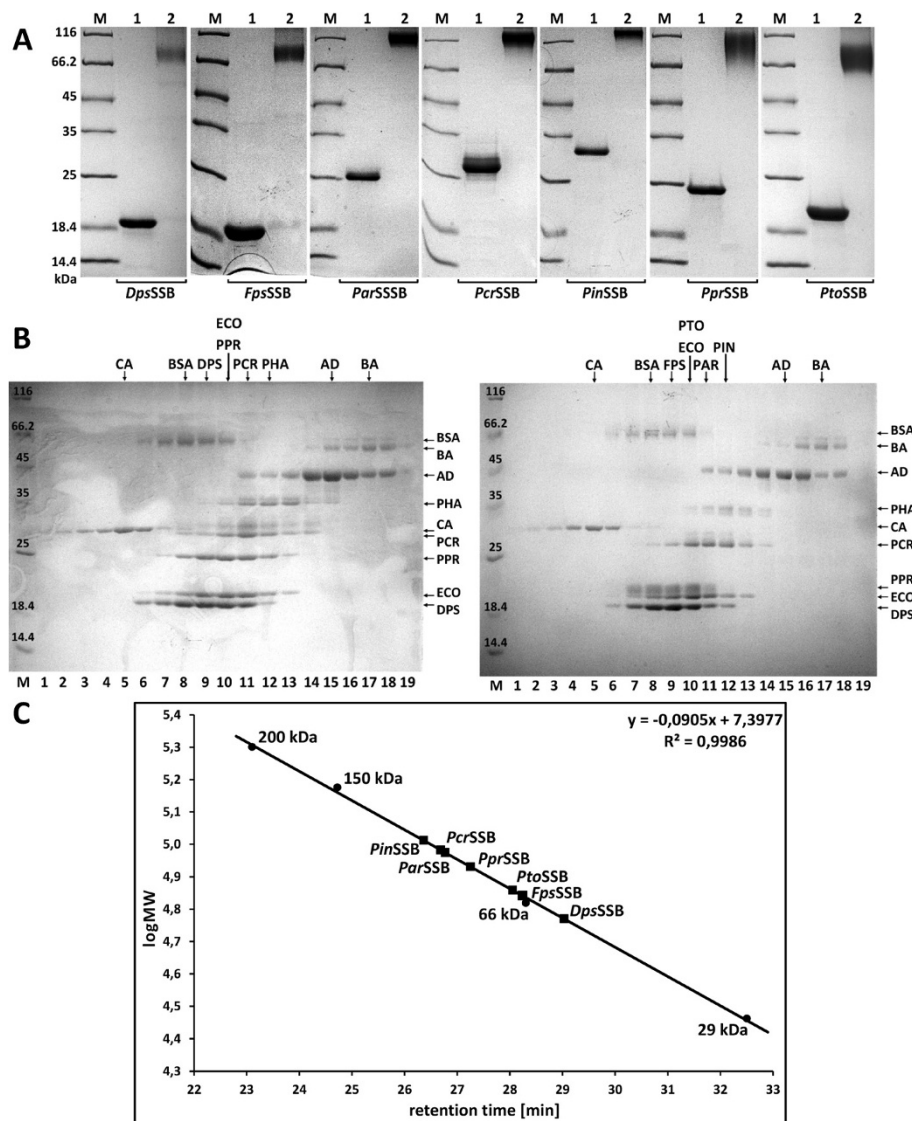 A
M 1 2 M 1 2 M 1 2 M 1 2 M 1 2 M 1 2 M 1 2
116
66.2
45
35
25
18.4
14.4
kDa
DpsSSB FpsSSB ParSSSB PcrSSB PinSSB PprSSB PtoSSB
B
ECO
PPR
CA BSA DPS PCR PHA AD BA
116
66.2
45
35
25
18.4
14.4
BSA
BA
AD
PHA
CA
PCR
PPR
ECO
DPS
M 1 2 3 4 5 6 7 8 9 10 11 12 13 14 15 16 17 18 19
PTO
ECO PIN
CA BSA FPS PAR AD BA
116
66.2
45
35
25
18.4
14.4
BSA
BA
AD
PHA
CA
PCR
PPR
ECO
DPS
M 1 2 3 4 5 6 7 8 9 10 11 12 13 14 15 16 17 18 19
C
y = -0,0905x + 7,3977
R² = 0,9986
200 kDa
150 kDa
PcrSSB
PinSSB
ParSSB
PprSSB
PtoSSB
FpsSSB
66 kDa
DpsSSB
29 kDa
logMW
5,4
5,3
5,2
5,1
5,0
4,9
4,8
4,7
4,6
4,5
4,4
4,3
22 23 24 25 26 27 28 29 30 31 32 33
retention time [min]